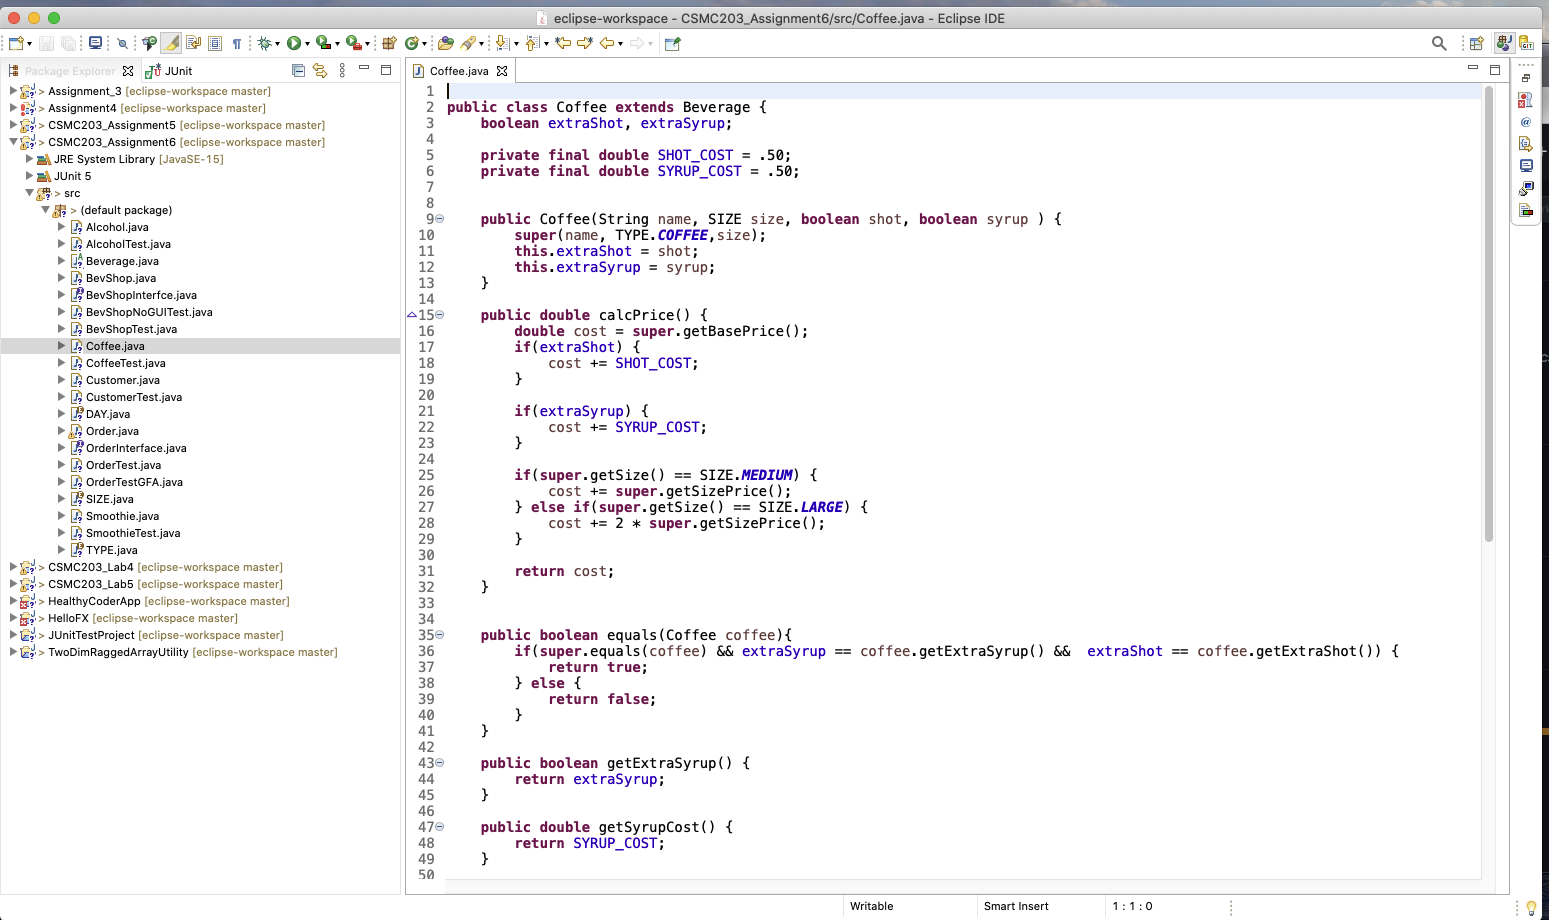 eclipse-workspace - CSMC203_Assignment6/src/Coffee.java - Eclipse IDE
Package Explorer
JUnit
> Assignment_3 [eclipse-workspace master]
> Assignment4 [eclipse-workspace master]
> CSMC203_Assignment5 [eclipse-workspace master]
> CSMC203_Assignment6 [eclipse-workspace master]
JRE System Library [JavaSE-15]
JUnit 5
> src
> (default package)
Alcohol.java
AlcoholTest.java
Beverage.java
BevShop.java
BevShopInterfce.java
BevShopNoGUITest.java
BevShopTest.java
Coffee.java
CoffeeTest.java
Customer.java
CustomerTest.java
DAY.java
Order.java
OrderInterface.java
OrderTest.java
OrderTestGFA.java
SIZE.java
Smoothie.java
SmoothieTest.java
TYPE.java
> CSMC203_Lab4 [eclipse-workspace master]
> CSMC203_Lab5 [eclipse-workspace master]
> HealthyCoderApp [eclipse-workspace master]
> HelloFX [eclipse-workspace master]
> JUnitTestProject [eclipse-workspace master]
> TwoDimRaggedArrayUtility [eclipse-workspace master]
Coffee.java
1
2 public class Coffee extends Beverage {
3     boolean extraShot, extraSyrup;
4
5     private final double SHOT_COST = .50;
6     private final double SYRUP_COST = .50;
7
8
9     public Coffee(String name, SIZE size, boolean shot, boolean syrup ) {
10         super(name, TYPE.COFFEE,size);
11         this.extraShot = shot;
12         this.extraSyrup = syrup;
13     }
14
15     public double calcPrice() {
16         double cost = super.getBasePrice();
17         if(extraShot) {
18             cost += SHOT_COST;
19         }
20
21         if(extraSyrup) {
22             cost += SYRUP_COST;
23         }
24
25         if(super.getSize() == SIZE.MEDIUM) {
26             cost += super.getSizePrice();
27         } else if(super.getSize() == SIZE.LARGE) {
28             cost += 2 * super.getSizePrice();
29         }
30
31         return cost;
32     }
33
34
35     public boolean equals(Coffee coffee){
36         if(super.equals(coffee) && extraSyrup == coffee.getExtraSyrup() &&  extraShot == coffee.getExtraShot()) {
37             return true;
38         } else {
39             return false;
40         }
41     }
42
43     public boolean getExtraSyrup() {
44         return extraSyrup;
45     }
46
47     public double getSyrupCost() {
48         return SYRUP_COST;
49     }
50
Writable
Smart Insert
1 : 1 : 0